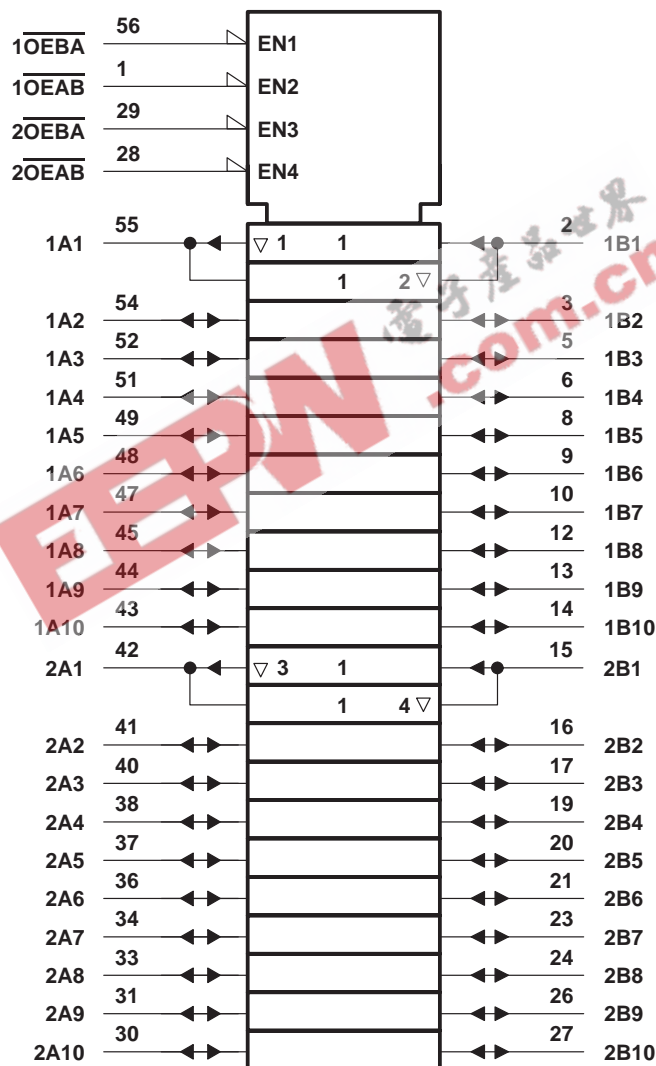 56
1OEBA EN1
1
1OEAB EN2
29
2OEBA EN3
28
2OEAB EN4
55 2
1A1 ▽ 1 1 1B1
1 2 ▽
54 3
1A2 1B2
52 5
1A3 1B3
51 6
1A4 1B4
49 8
1A5 1B5
48 9
1A6 1B6
47 10
1A7 1B7
45 12
1A8 1B8
44 13
1A9 1B9
43 14
1A10 1B10
42 15
2A1 ▽ 3 1 2B1
1 4 ▽
41 16
2A2 2B2
40 17
2A3 2B3
38 19
2A4 2B4
37 20
2A5 2B5
36 21
2A6 2B6
34 23
2A7 2B7
33 24
2A8 2B8
31 26
2A9 2B9
30 27
2A10 2B10
EEPW
電子產品世界
.com.cn